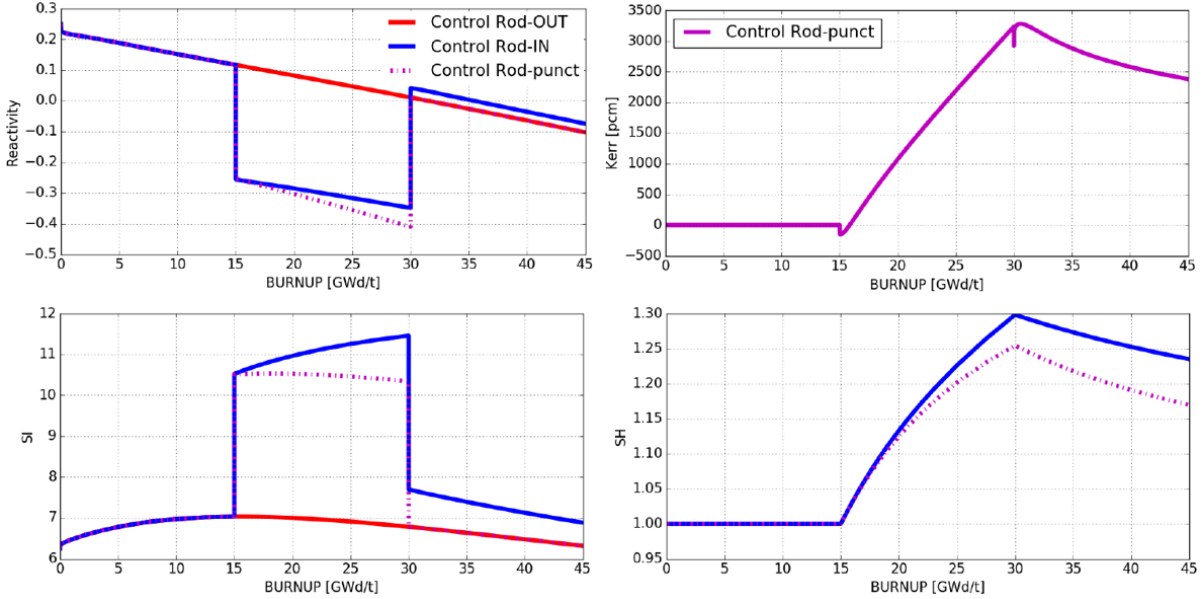 0.3
0.2
0.1
0.0
−0.1
−0.2
−0.3
−0.4
−0.5
Reactivity
Control Rod-OUT
Control Rod-IN
Control Rod-punct
0 5 10 15 20 25 30 35 40 45
BURNUP [GWd/t]
3500
3000
2500
2000
1500
1000
500
0
−500
Kerr [pcm]
Control Rod-punct
0 5 10 15 20 25 30 35 40 45
BURNUP [GWd/t]
12
11
10
9
8
7
6
SI
0 5 10 15 20 25 30 35 40 45
BURNUP [GWd/t]
1.30
1.25
1.20
1.15
1.10
1.05
1.00
0.95
SH
0 5 10 15 20 25 30 35 40 45
BURNUP [GWd/t]